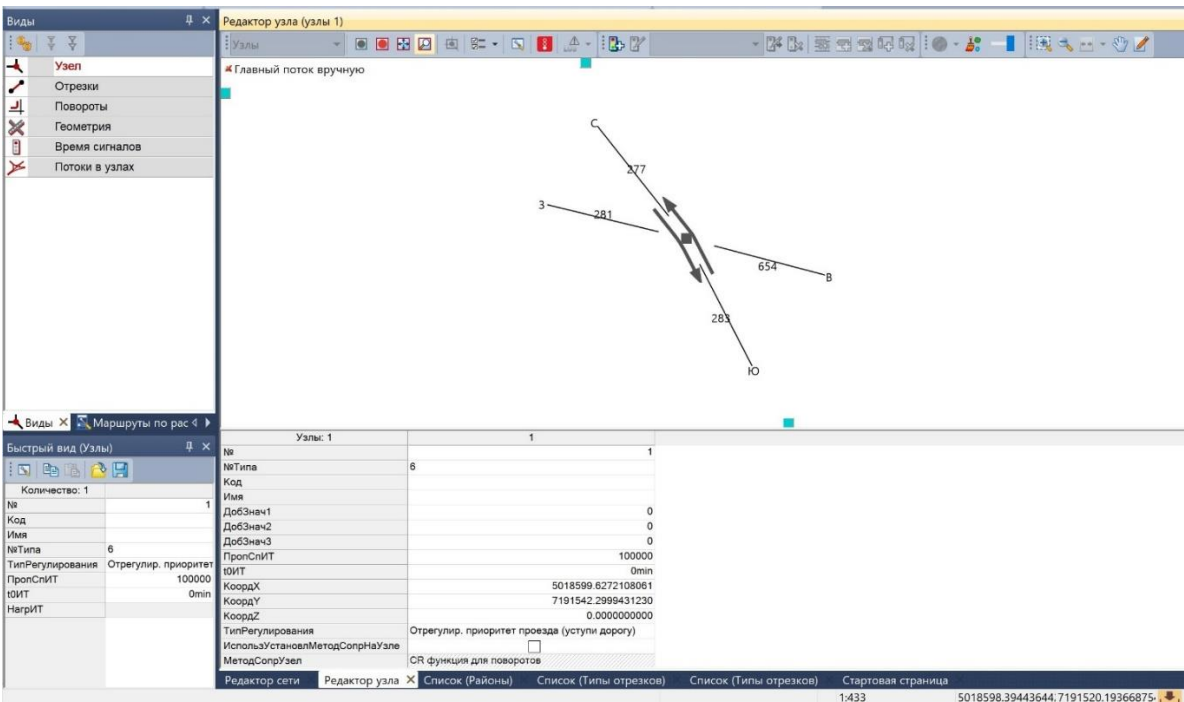 Виды
Редактор узла (узлы 1)
Узлы
Узел
Отрезки
Повороты
Геометрия
Время сигналов
Потоки в узлах
Главный поток вручную
С
277
З
281
654
В
283
Ю
Виды
Маршруты по рас
Быстрый вид (Узлы)
Количество: 1
№ 1
Код
Имя
№Типа 6
ТипРегулирования Отрегулир. приоритет
ПропСпИТ 100000
t0ИТ 0min
НагрИТ
Узлы: 1 1
№ 1
№Типа 6
Код
Имя
ДобЗнач1 0
ДобЗнач2 0
ДобЗнач3 0
ПропСпИТ 100000
t0ИТ 0min
КоордX 5018599.6272108061
КоордY 7191542.2999431230
КоордZ 0.0000000000
ТипРегулирования Отрегулир. приоритет проезда (уступи дорогу)
ИспользУстановлМетодСопрНаУзле
МетодСопрУзел CR функция для поворотов
Редактор сети Редактор узла Список (Районы) Список (Типы отрезков) Список (Типы отрезков) Стартовая страница
1:433 5018598.39443644.7191520.19366875